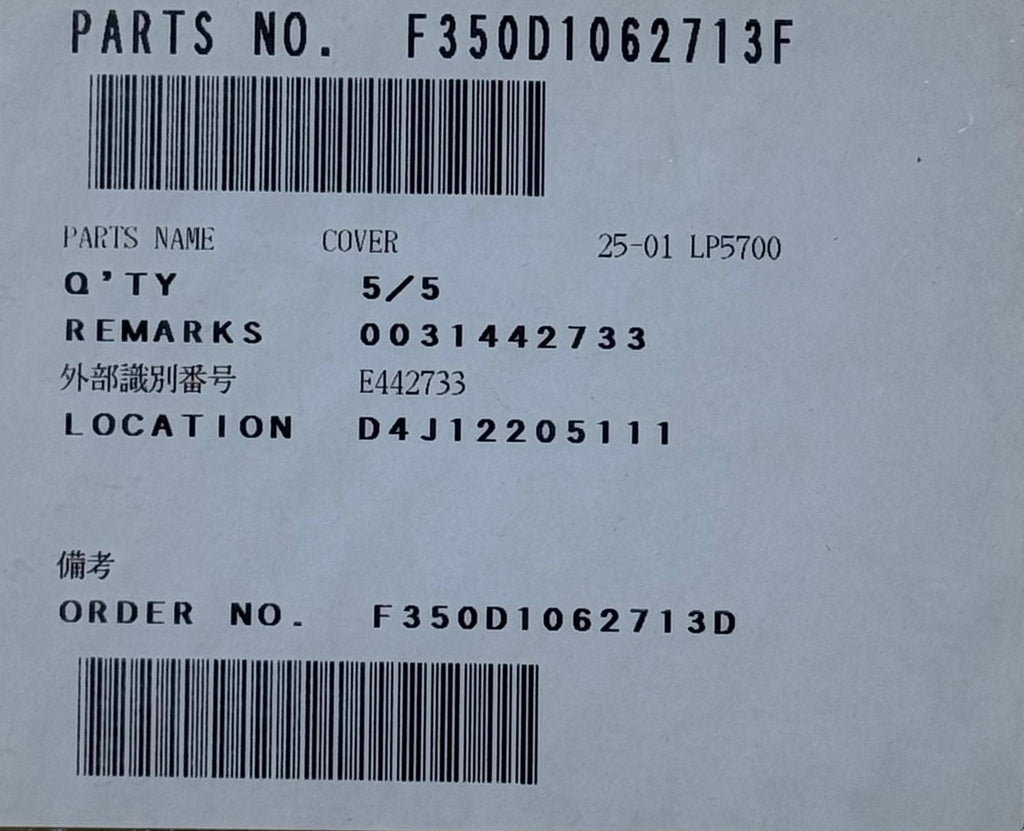 PARTS NO. F350D1062713F
PARTS NAME COVER 25-01 LP5700
Q'TY 5/5
REMARKS 0031442733
外部識別番号 E442733
LOCATION D4J12205111
備考
ORDER NO. F350D1062713D